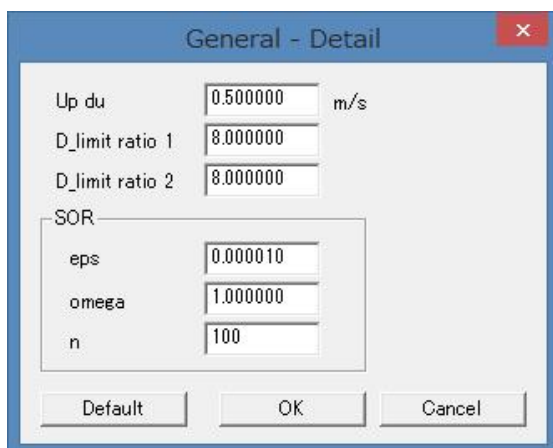 General - Detail
Up du 0.500000 m/s
D_limit ratio 1 8.000000
D_limit ratio 2 8.000000
SOR
eps 0.000010
omega 1.000000
n 100
Default OK Cancel